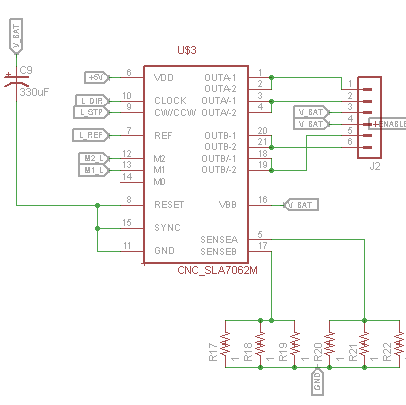 V_BAT
U$3
C9
330uF
+5V 6 VDD OUTA-1 1
OUTA-2 2
L_DIR 10 CLOCK OUTA/-1 3
L_STP 9 CW/CCW OUTA/-2 4
L_REF 7 REF OUTB-1 20
OUTB-2 21
M2_L 12 M2 OUTB/-1 18
M1_L 13 M1 OUTB/-2 19
14 M0
8 RESET VBB 16 V_BAT
15 SYNC
11 GND
SENSEA 5
SENSEB 17
CNC_SLA7062M
1
2
V_BAT 3
V_BAT 4 +ENABLE
5
6
J2
R17 1
R18 1
R19 1
R20 1
R21 1
R22 1
GND